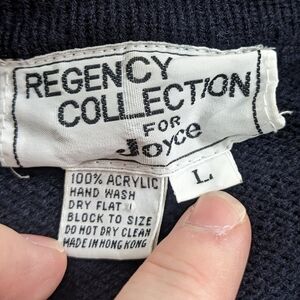 REGENCY
COLLECTION
FOR
Joyce
L
100% ACRYLIC
HAND WASH
DRY FLAT
BLOCK TO SIZE
DO NOT DRY CLEAN
MADE IN HONG KONG